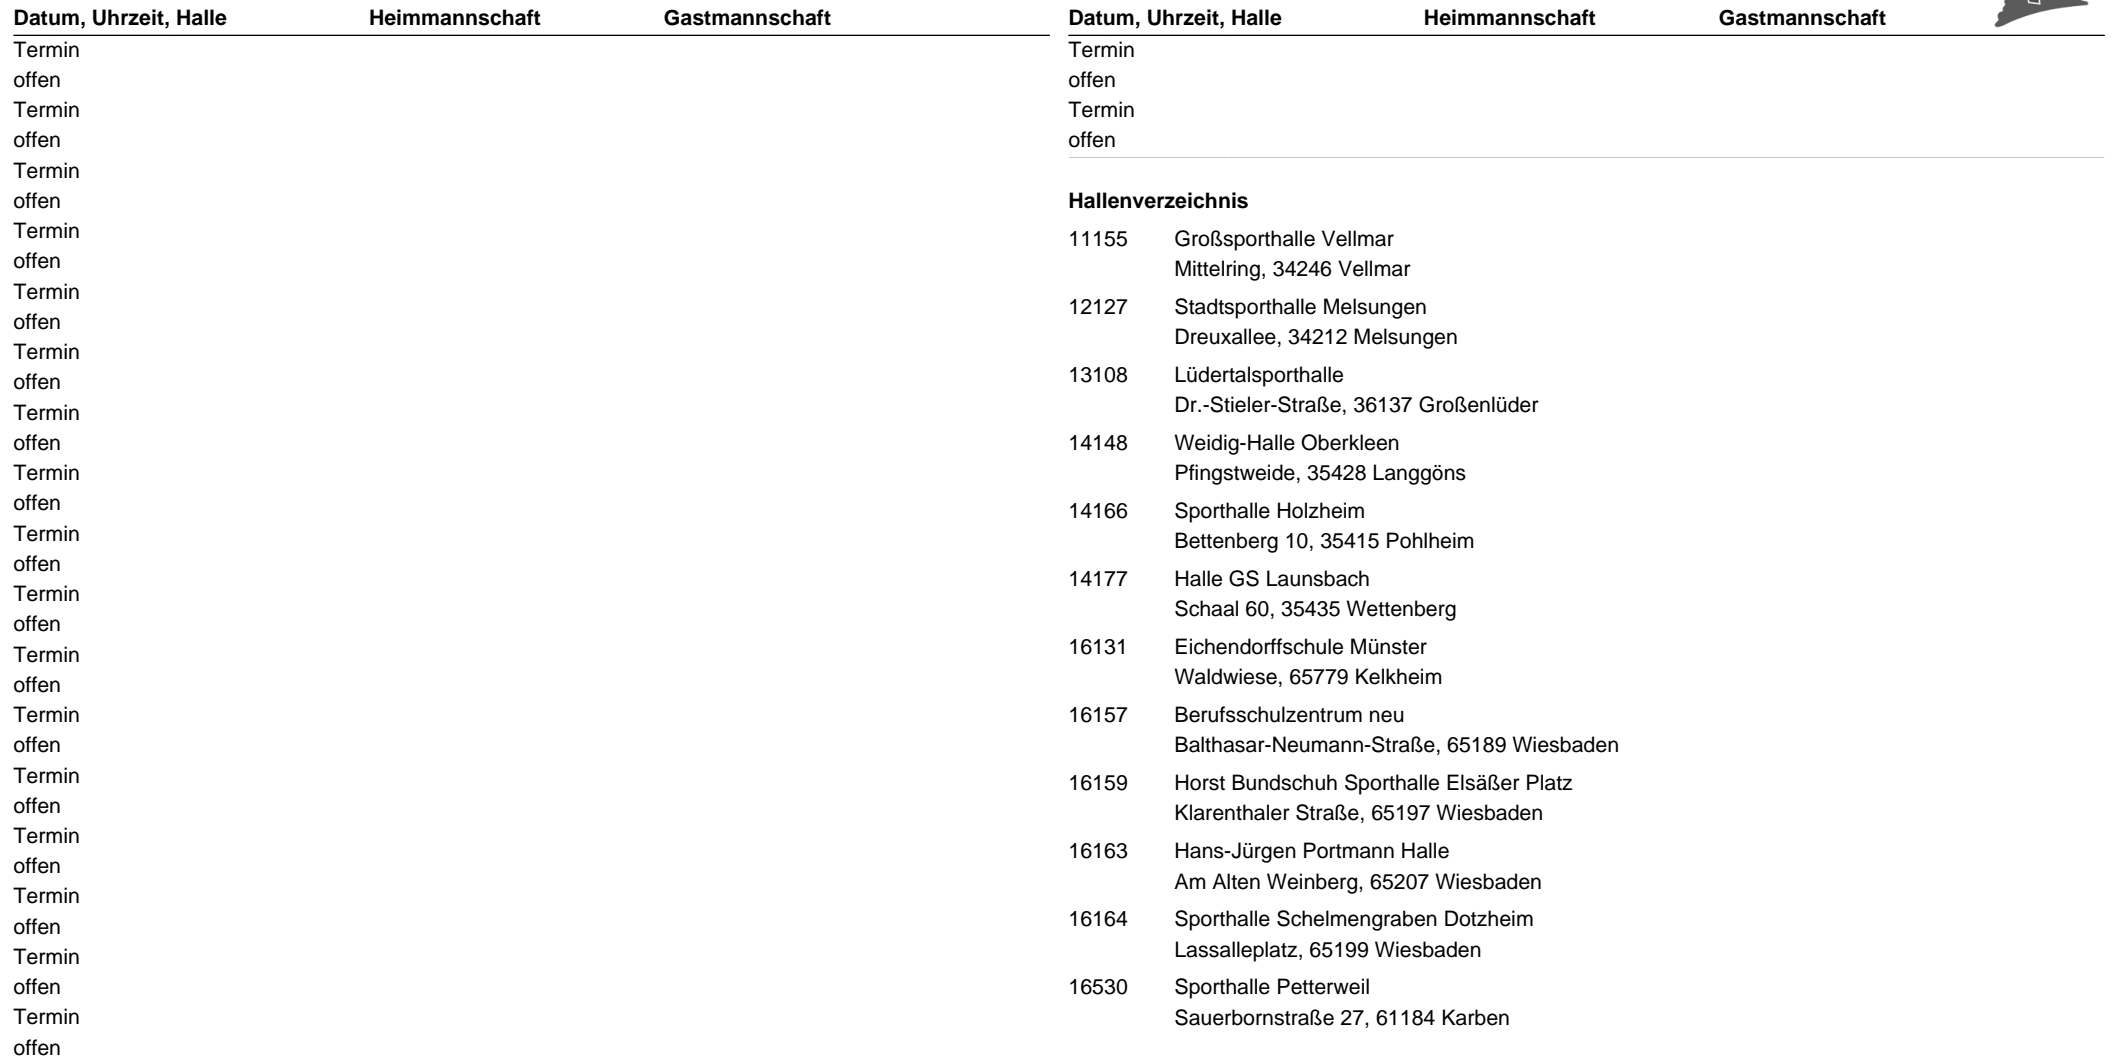 Datum, Uhrzeit, Halle Heimmannschaft Gastmannschaft
Termin
offen
Termin
offen
Termin
offen
Termin
offen
Termin
offen
Termin
offen
Termin
offen
Termin
offen
Termin
offen
Termin
offen
Termin
offen
Termin
offen
Termin
offen
Termin
offen
Termin
offen
Termin
offen
Termin
offen
Datum, Uhrzeit, Halle Heimmannschaft Gastmannschaft
Termin
offen
Termin
offen
Hallenverzeichnis
11155 Großsporthalle Vellmar
Mittelring, 34246 Vellmar
12127 Stadtsporthalle Melsungen
Dreuxallee, 34212 Melsungen
13108 Lüdertalsporthalle
Dr.-Stieler-Straße, 36137 Großenlüder
14148 Weidig-Halle Oberkleen
Pfingstweide, 35428 Langgöns
14166 Sporthalle Holzheim
Bettenberg 10, 35415 Pohlheim
14177 Halle GS Launsbach
Schaal 60, 35435 Wettenberg
16131 Eichendorffschule Münster
Waldwiese, 65779 Kelkheim
16157 Berufsschulzentrum neu
Balthasar-Neumann-Straße, 65189 Wiesbaden
16159 Horst Bundschuh Sporthalle Elsäßer Platz
Klarenthaler Straße, 65197 Wiesbaden
16163 Hans-Jürgen Portmann Halle
Am Alten Weinberg, 65207 Wiesbaden
16164 Sporthalle Schelmengraben Dotzheim
Lassalleplatz, 65199 Wiesbaden
16530 Sporthalle Petterweil
Sauerbornstraße 27, 61184 Karben